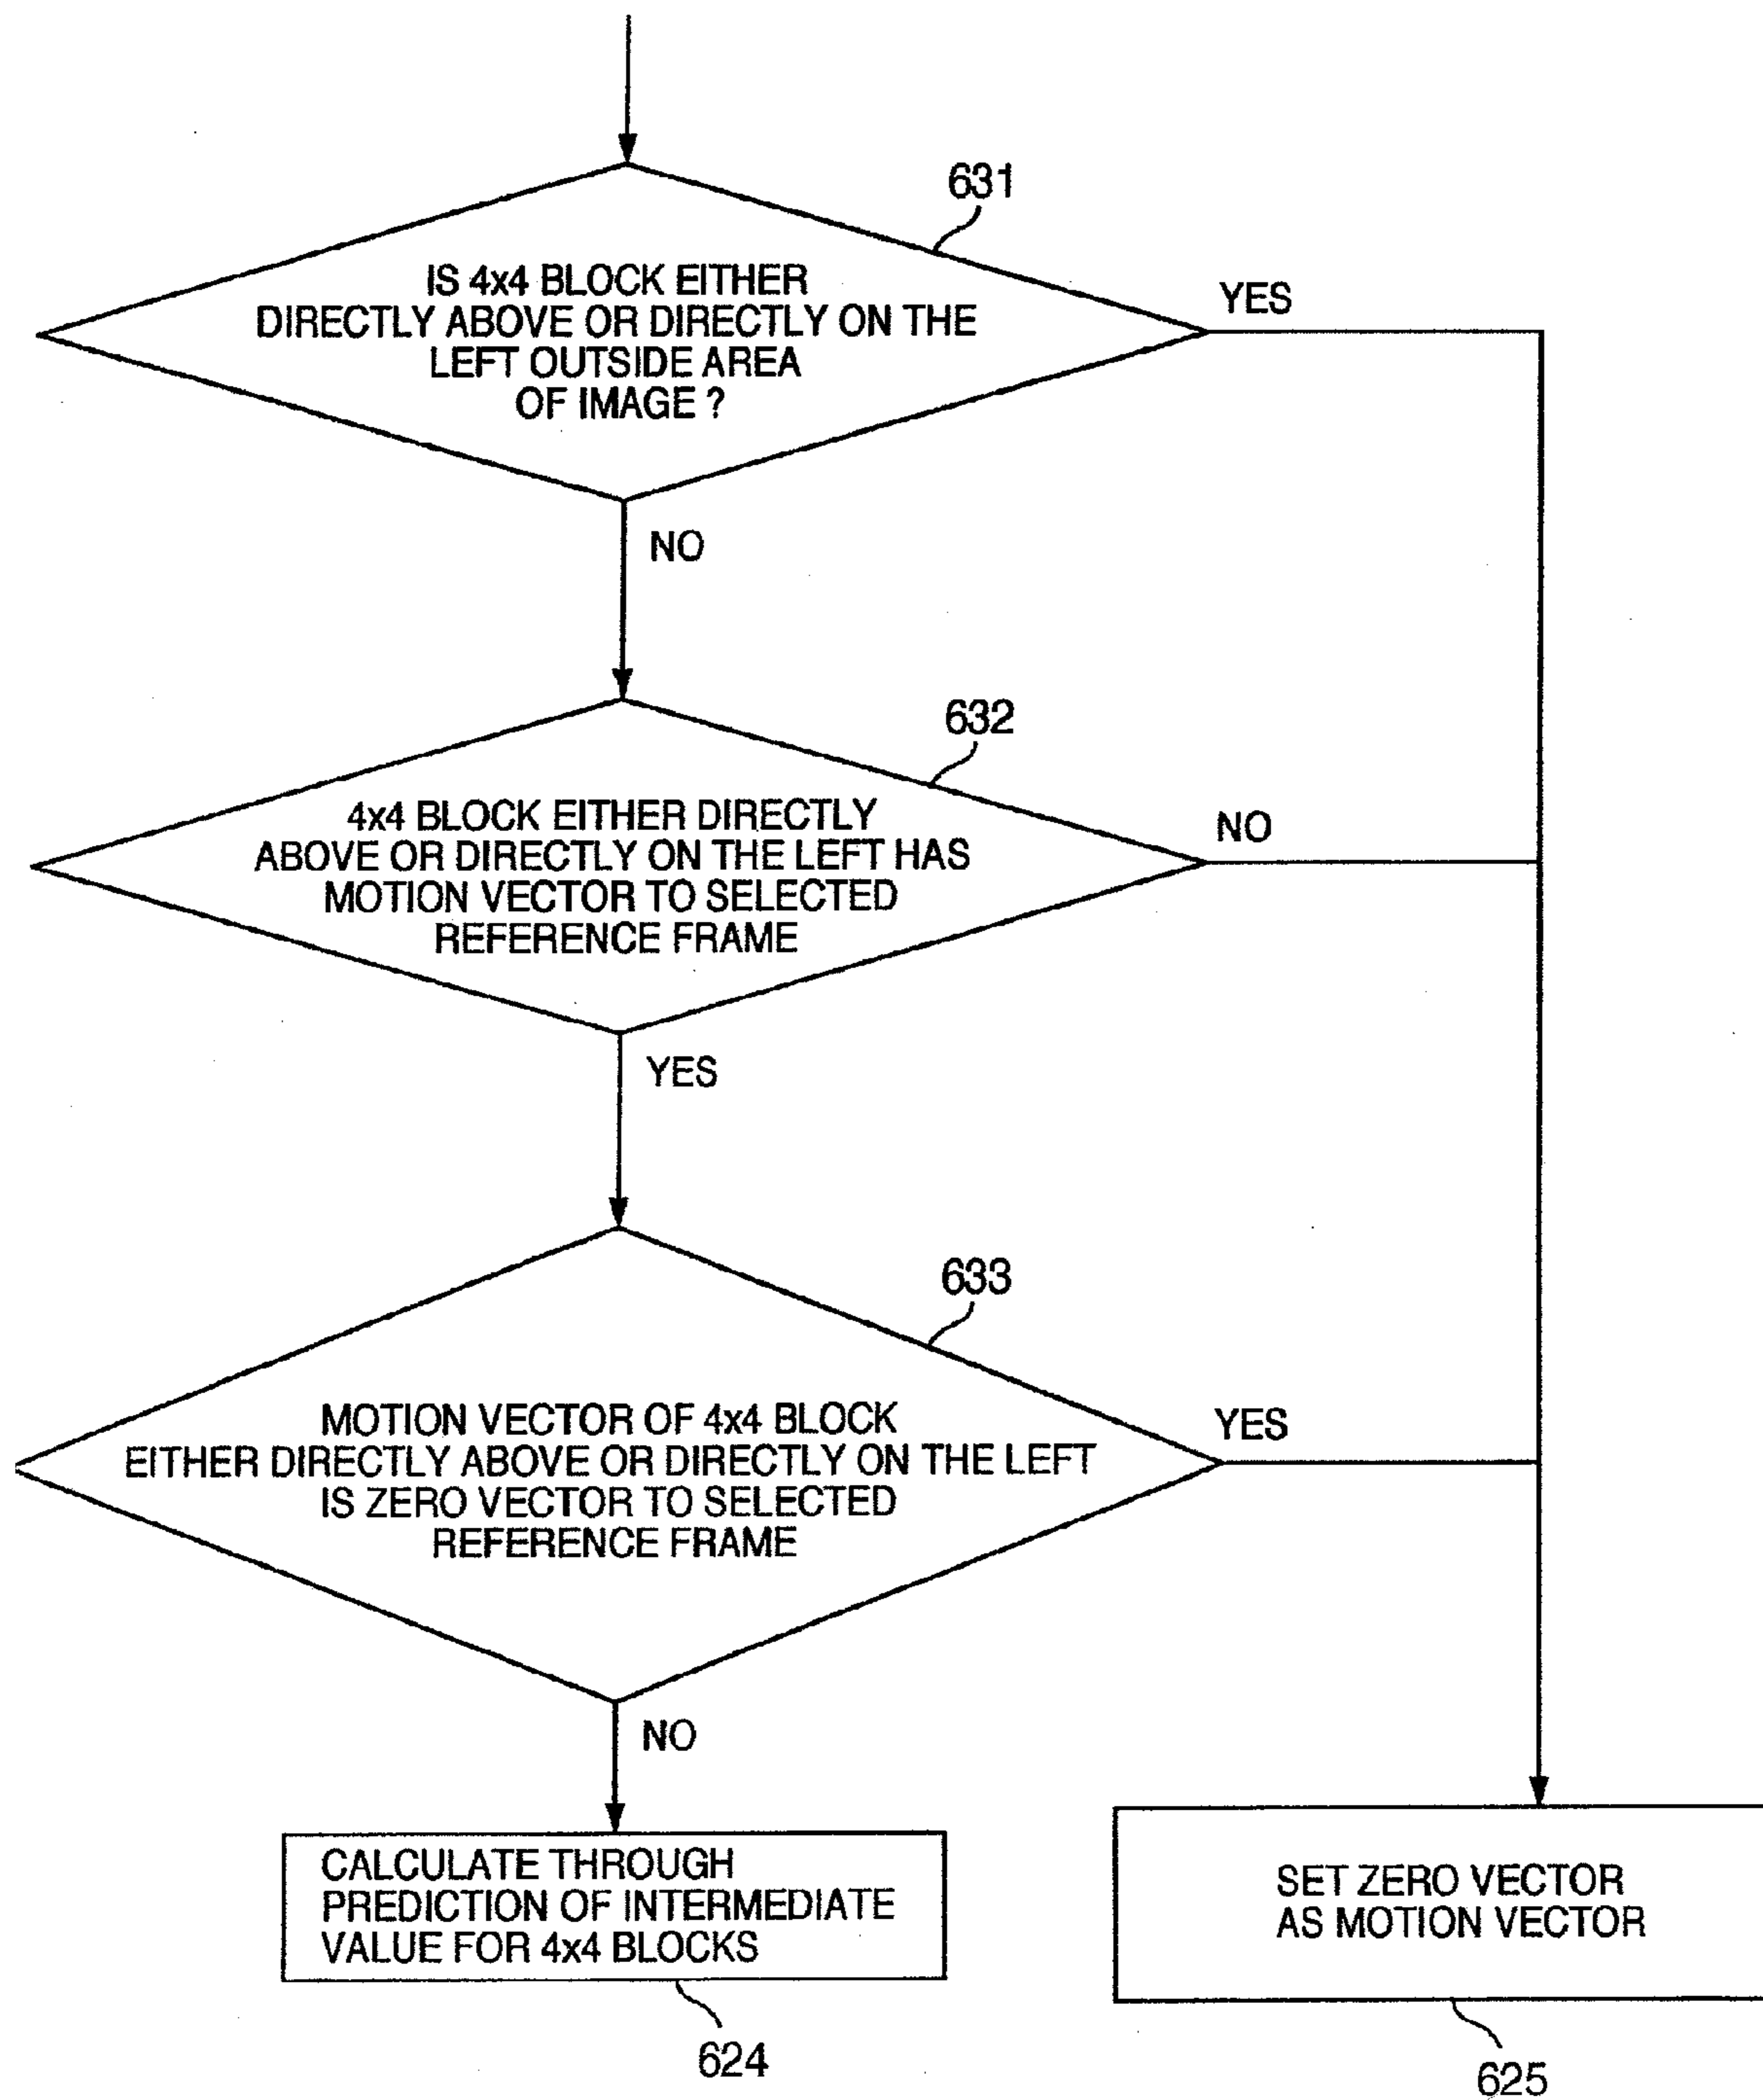 631
IS 4x4 BLOCK EITHER
DIRECTLY ABOVE OR DIRECTLY ON THE
LEFT OUTSIDE AREA
OF IMAGE ?
YES
NO
632
4x4 BLOCK EITHER DIRECTLY
ABOVE OR DIRECTLY ON THE LEFT HAS
MOTION VECTOR TO SELECTED
REFERENCE FRAME
NO
YES
633
MOTION VECTOR OF 4x4 BLOCK
EITHER DIRECTLY ABOVE OR DIRECTLY ON THE LEFT
IS ZERO VECTOR TO SELECTED
REFERENCE FRAME
YES
NO
CALCULATE THROUGH
PREDICTION OF INTERMEDIATE
VALUE FOR 4x4 BLOCKS
624
SET ZERO VECTOR
AS MOTION VECTOR
625